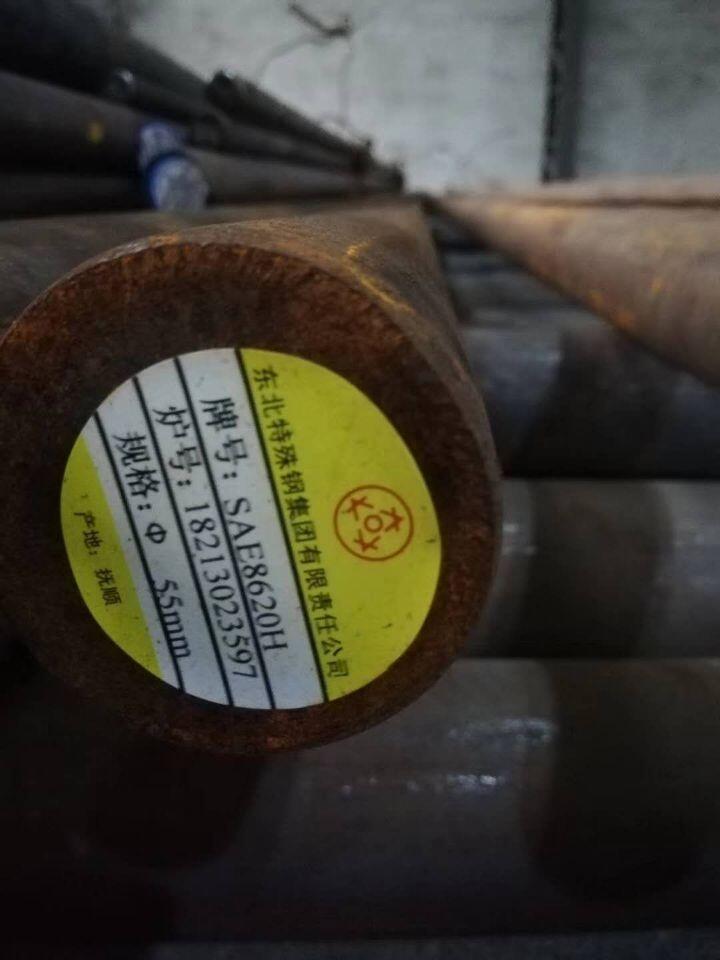 东北特殊钢集团有限责任公司
牌号: SAE8620H
炉号: 18213023597
规格: Φ 55mm
产地: 抚顺